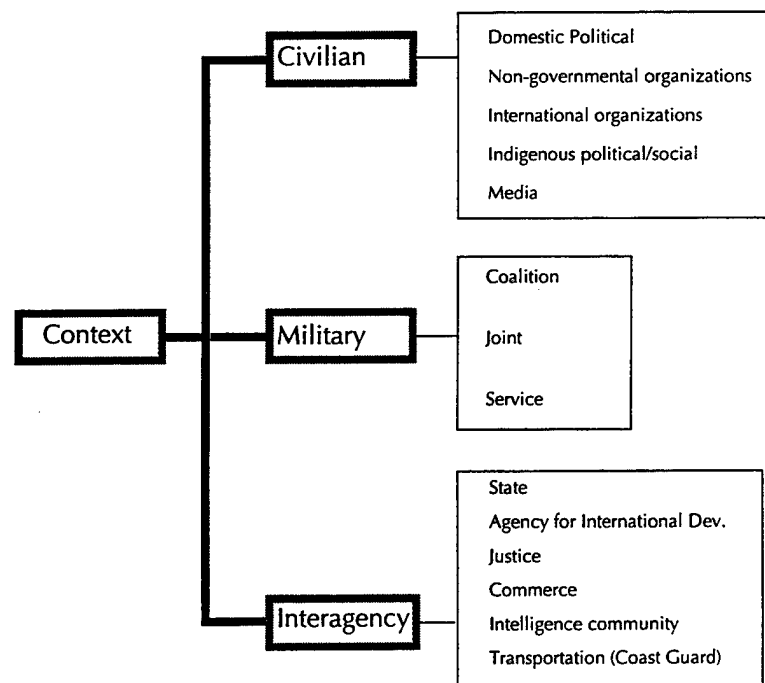 Context
Civilian
Domestic Political
Non-governmental organizations
International organizations
Indigenous political/social
Media
Military
Coalition
Joint
Service
Interagency
State
Agency for International Dev.
Justice
Commerce
Intelligence community
Transportation (Coast Guard)